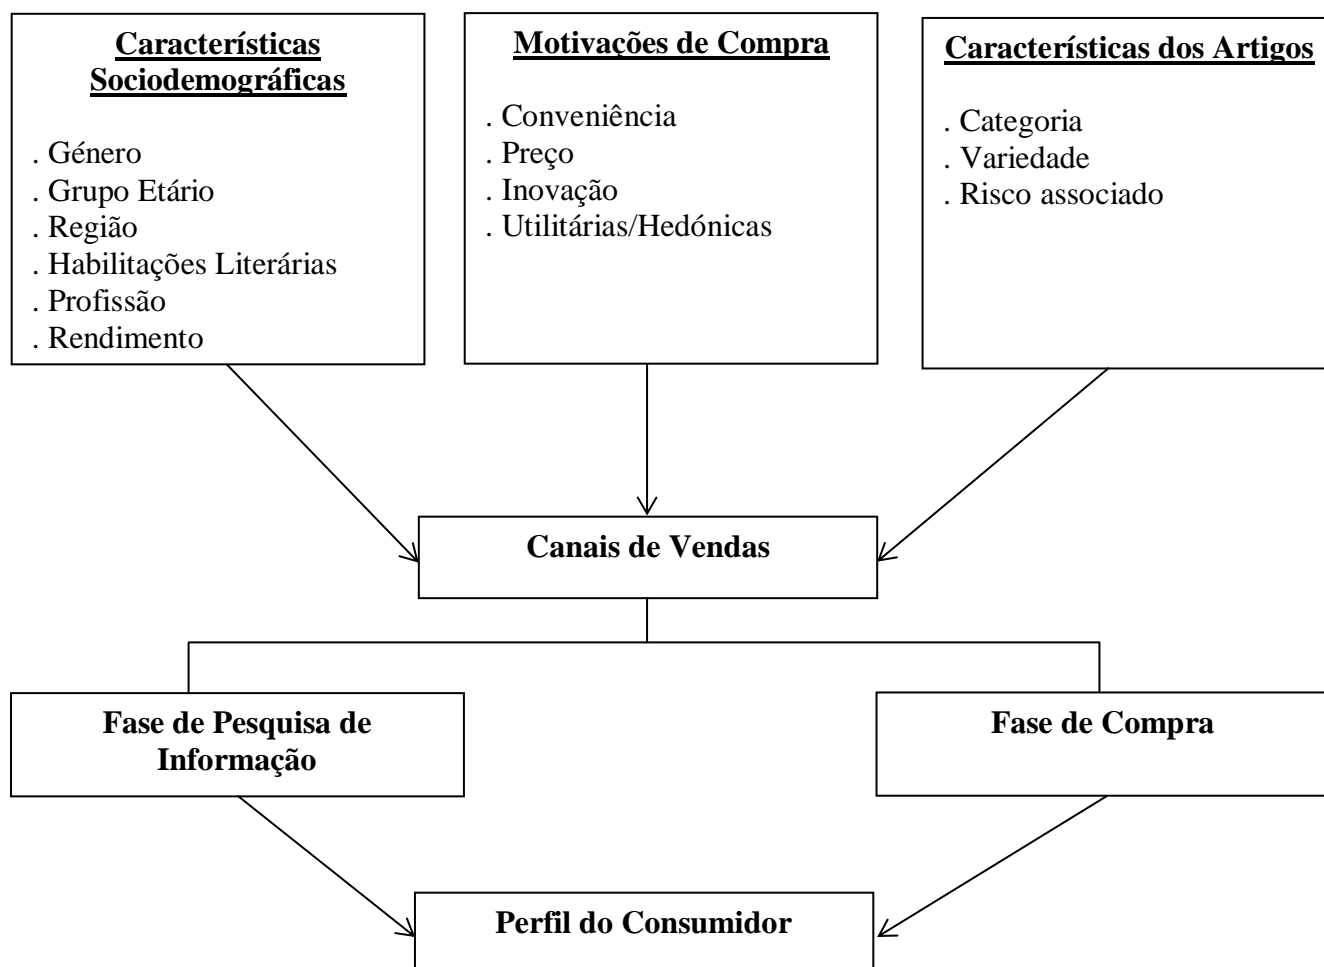 Características
Sociodemográficas
. Género
. Grupo Etário
. Região
. Habilitações Literárias
. Profissão
. Rendimento
Motivações de Compra
. Conveniência
. Preço
. Inovação
. Utilitárias/Hedónicas
Características dos Artigos
. Categoria
. Variedade
. Risco associado
Canais de Vendas
Fase de Pesquisa de
Informação
Fase de Compra
Perfil do Consumidor